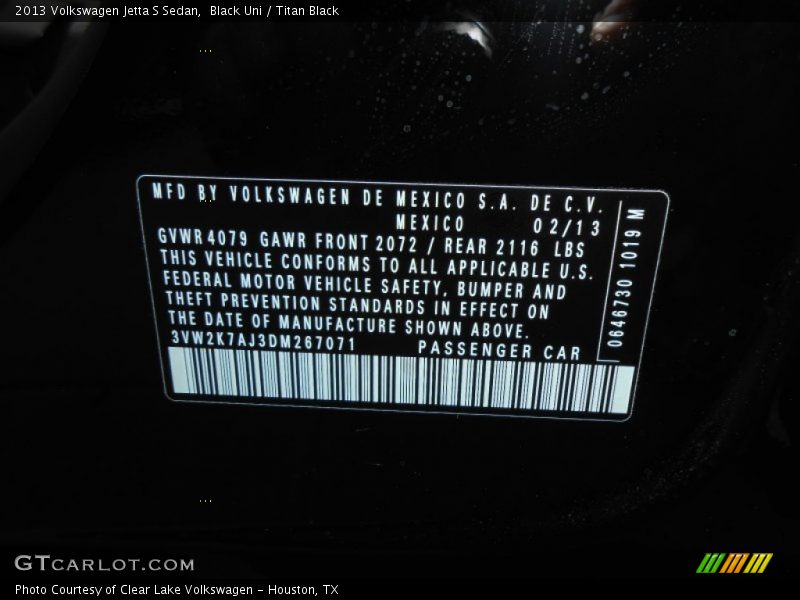 2013 Volkswagen Jetta S Sedan,  Black Uni / Titan Black
MFD BY VOLKSWAGEN DE MEXICO S.A. DE C.V.
MEXICO 02/13
GVWR 4079 GAWR FRONT 2072 / REAR 2116 LBS
THIS VEHICLE CONFORMS TO ALL APPLICABLE U.S.
FEDERAL MOTOR VEHICLE SAFETY, BUMPER AND
THEFT PREVENTION STANDARDS IN EFFECT ON
THE DATE OF MANUFACTURE SHOWN ABOVE.
3VW2K7AJ3DM267071 PASSENGER CAR
0646730 1019 M
GTCARLOT.COM
Photo Courtesy of Clear Lake Volkswagen - Houston, TX